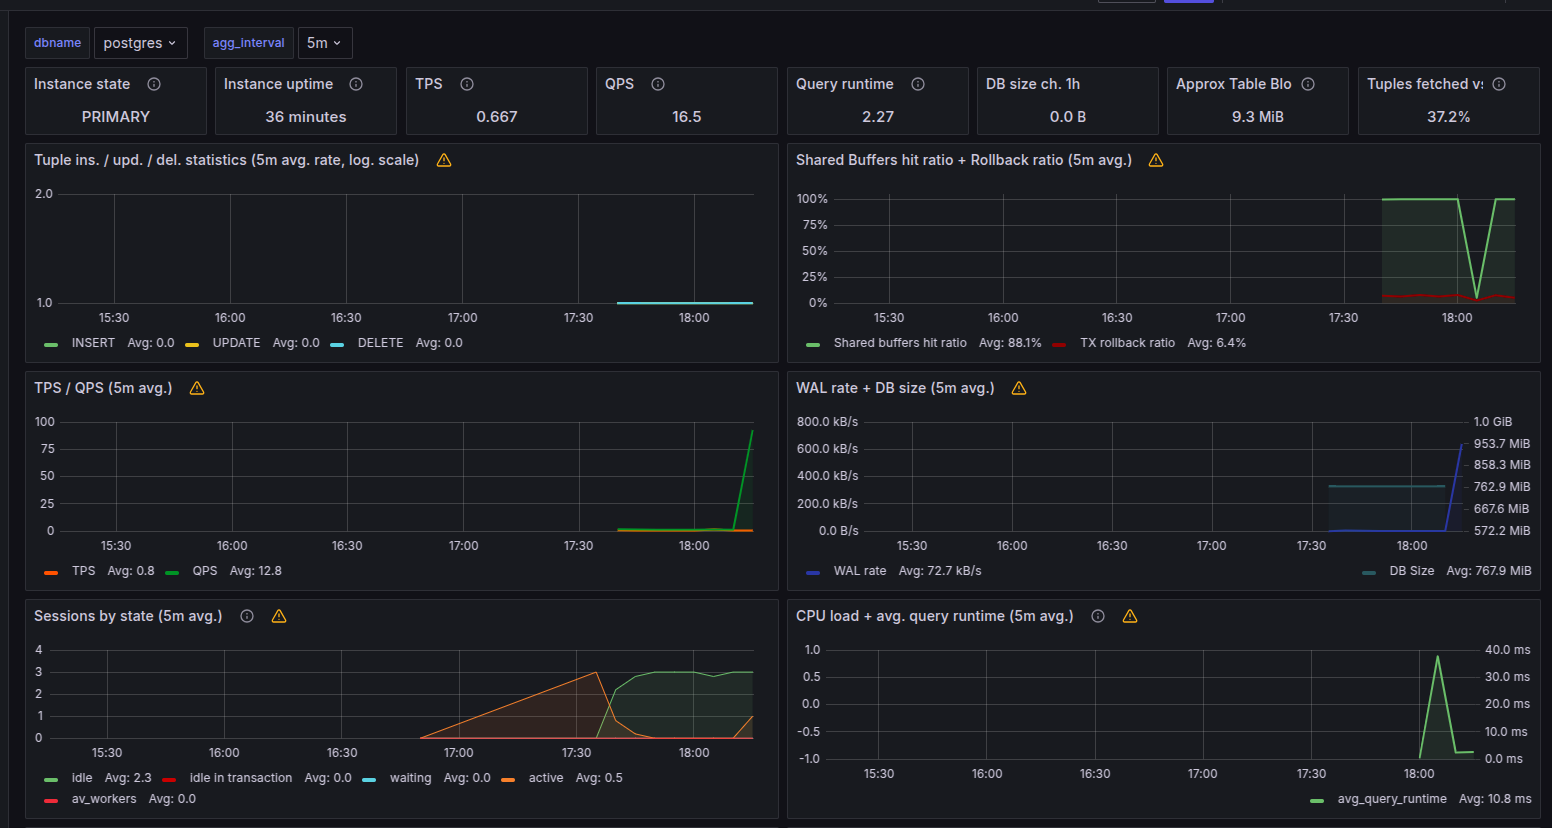 dbname postgres agg_interval 5m
Instance state Instance uptime TPS QPS Query runtime DB size ch. 1h Approx Table Blo Tuples fetched vs
PRIMARY 36 minutes 0.667 16.5 2.27 0.0 B 9.3 MiB 37.2%
Tuple ins. / upd. / del. statistics (5m avg. rate, log. scale)
2.0
1.0
15:30 16:00 16:30 17:00 17:30 18:00
INSERT Avg: 0.0 UPDATE Avg: 0.0 DELETE Avg: 0.0
Shared Buffers hit ratio + Rollback ratio (5m avg.)
100%
75%
50%
25%
0%
15:30 16:00 16:30 17:00 17:30 18:00
Shared buffers hit ratio Avg: 88.1% TX rollback ratio Avg: 6.4%
TPS / QPS (5m avg.)
100
75
50
25
0
15:30 16:00 16:30 17:00 17:30 18:00
TPS Avg: 0.8 QPS Avg: 12.8
WAL rate + DB size (5m avg.)
800.0 kB/s 1.0 GiB
600.0 kB/s 953.7 MiB
858.3 MiB
400.0 kB/s 762.9 MiB
200.0 kB/s 667.6 MiB
0.0 B/s 572.2 MiB
15:30 16:00 16:30 17:00 17:30 18:00
WAL rate Avg: 72.7 kB/s DB Size Avg: 767.9 MiB
Sessions by state (5m avg.)
4
3
2
1
0
15:30 16:00 16:30 17:00 17:30 18:00
idle Avg: 2.3 idle in transaction Avg: 0.0 waiting Avg: 0.0 active Avg: 0.5
av_workers Avg: 0.0
CPU load + avg. query runtime (5m avg.)
1.0 40.0 ms
0.5 30.0 ms
0.0 20.0 ms
-0.5 10.0 ms
-1.0 0.0 ms
15:30 16:00 16:30 17:00 17:30 18:00
avg_query_runtime Avg: 10.8 ms